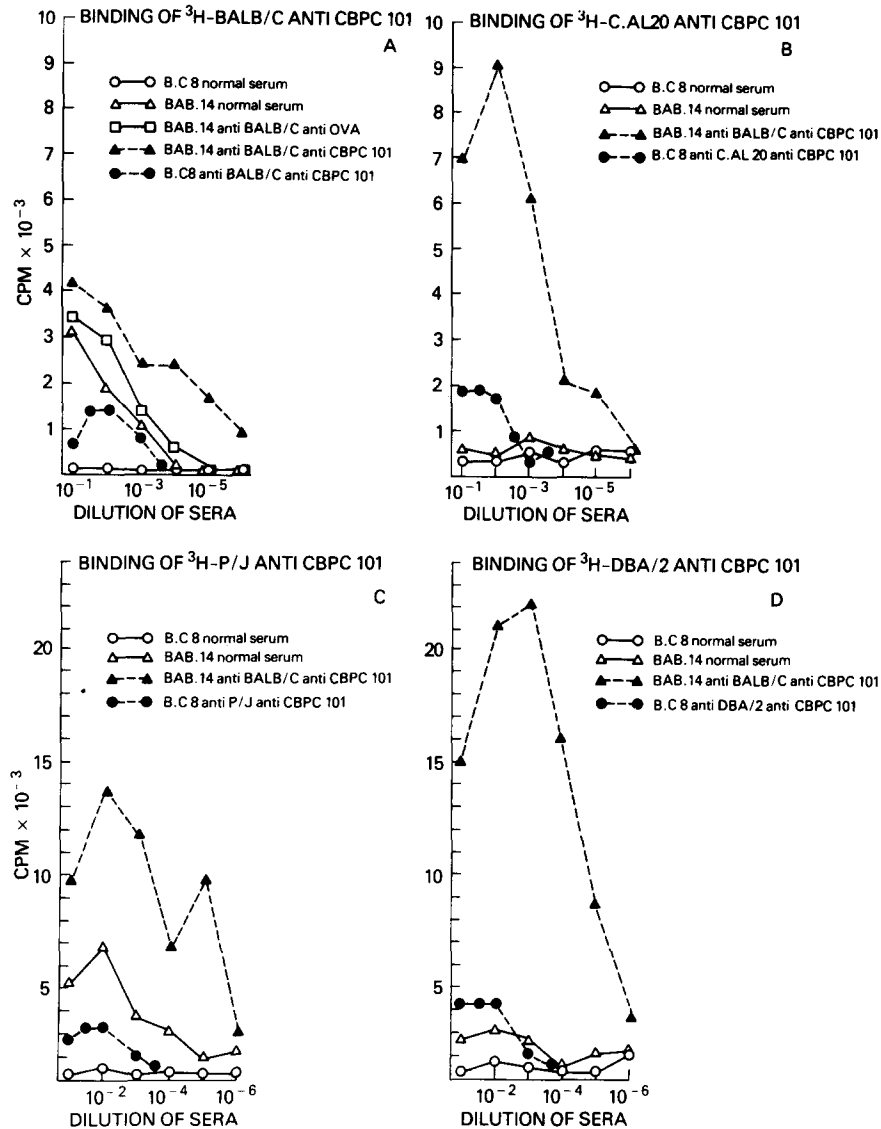 BINDING OF ³H-BALB/C ANTI CBPC 101
A
B.C 8 normal serum
BAB.14 normal serum
BAB.14 anti BALB/C anti OVA
BAB.14 anti BALB/C anti CBPC 101
B.C8 anti BALB/C anti CBPC 101
10
9
8
7
6
5
4
3
2
1
CPM × 10⁻³
10⁻¹ 10⁻³ 10⁻⁵
DILUTION OF SERA
BINDING OF ³H-C.AL20 ANTI CBPC 101
B
B.C 8 normal serum
BAB.14 normal serum
BAB.14 anti BALB/C anti CBPC 101
B.C 8 anti C.AL 20 anti CBPC 101
10
9
8
7
6
5
4
3
2
1
10⁻¹ 10⁻³ 10⁻⁵
DILUTION OF SERA
BINDING OF ³H-P/J ANTI CBPC 101
C
B.C 8 normal serum
BAB.14 normal serum
BAB.14 anti BALB/C anti CBPC 101
B.C 8 anti P/J anti CBPC 101
20
15
10
5
CPM × 10⁻³
10⁻² 10⁻⁴ 10⁻⁶
DILUTION OF SERA
BINDING OF ³H-DBA/2 ANTI CBPC 101
D
B.C 8 normal serum
BAB.14 normal serum
BAB.14 anti BALB/C anti CBPC 101
B.C 8 anti DBA/2 anti CBPC 101
20
15
10
5
10⁻² 10⁻⁴ 10⁻⁶
DILUTION OF SERA